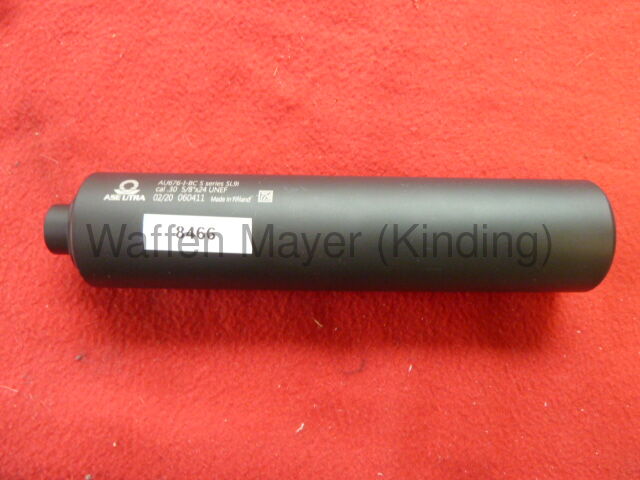 AU676-J-BC S series SL9i
cal .30 5/8"x24 UNEF
02/20 060411 Made in Finland
ASE UTRA
8466
Waffen Mayer (Kinding)